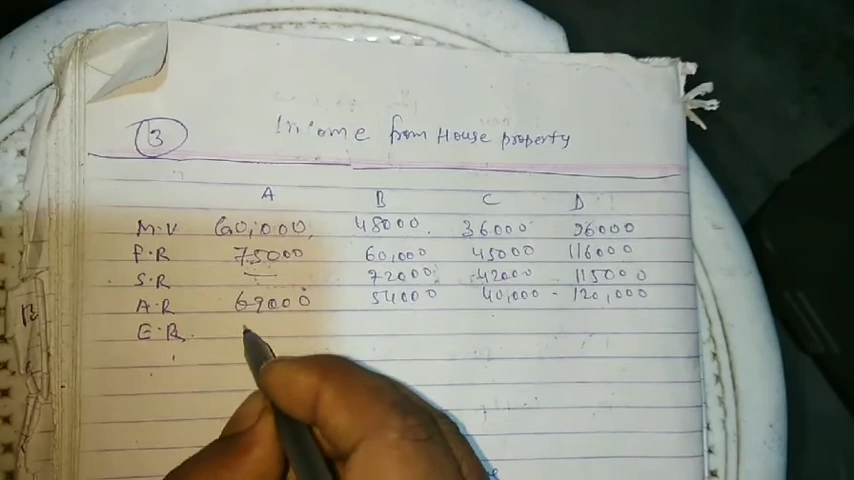 3 Income from House property
A B C D
M.V 60,000, 48000. 36000 96000
F.R 75000 60,000 45000 116000
S.R — 72000 42000 115000
A.R 69000 54000 40,000 - 120,000
E.R.
B